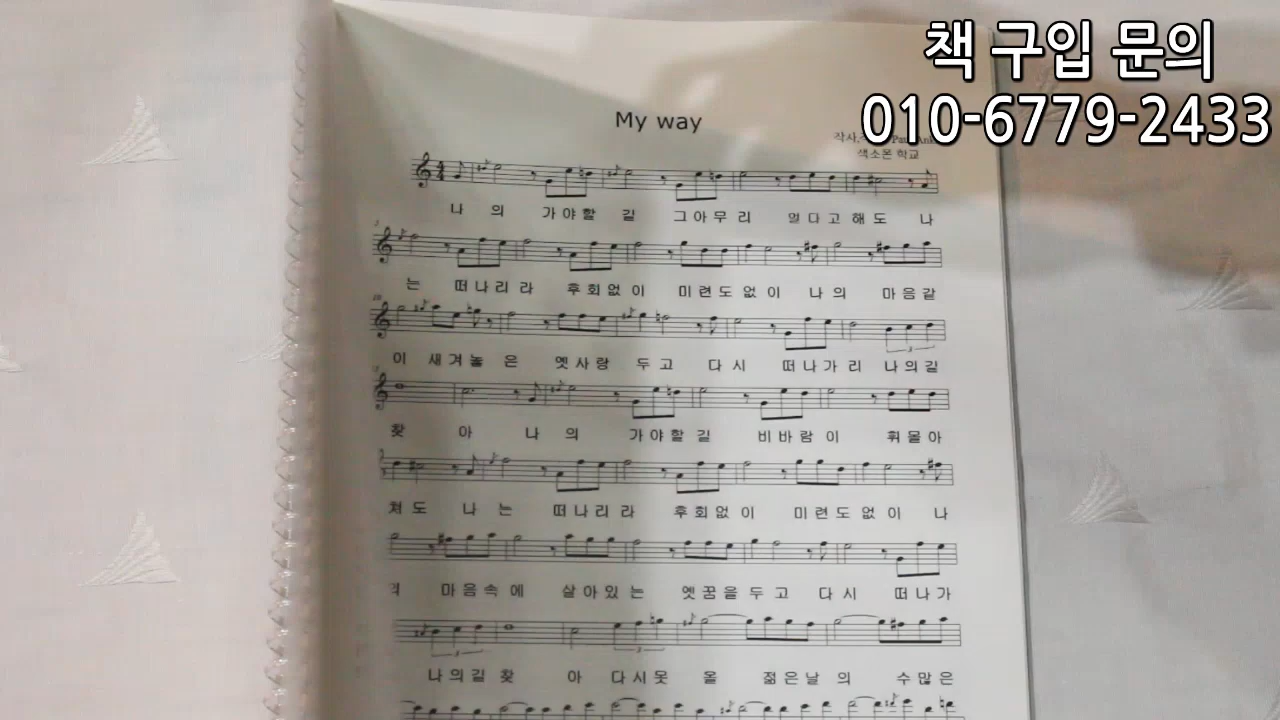 책 구입 문의
010-6779-2433
My way
색소폰 학교
나 의 가야할 길 그아무리 멀다고해도 나
는 떠나리라 후회없이 미련도없이 나의 마음같
이 새겨놓은 옛사랑 두고 다시 떠나가리 나의길
찾 아 나 의 가야할길 비바람이 휘몰아
쳐도 나 는 떠나리라 후회없이 미련도없이 나
마음속에 살아있는 옛꿈을두고 다시 떠나가
나의길 찾 아 다시못 올 젊은날의 수많은